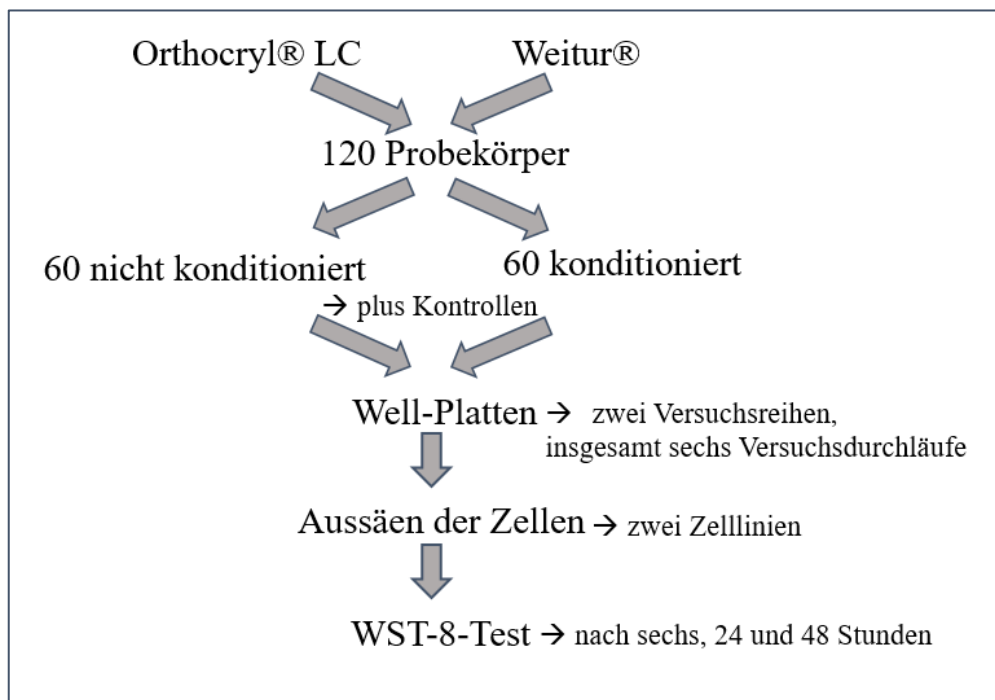 Orthocryl® LC
Weitur®
120 Probekörper
60 nicht konditioniert
60 konditioniert
→ plus Kontrollen
Well-Platten → zwei Versuchsreihen,
insgesamt sechs Versuchsdurchläufe
Aussäen der Zellen → zwei Zelllinien
WST-8-Test → nach sechs, 24 und 48 Stunden